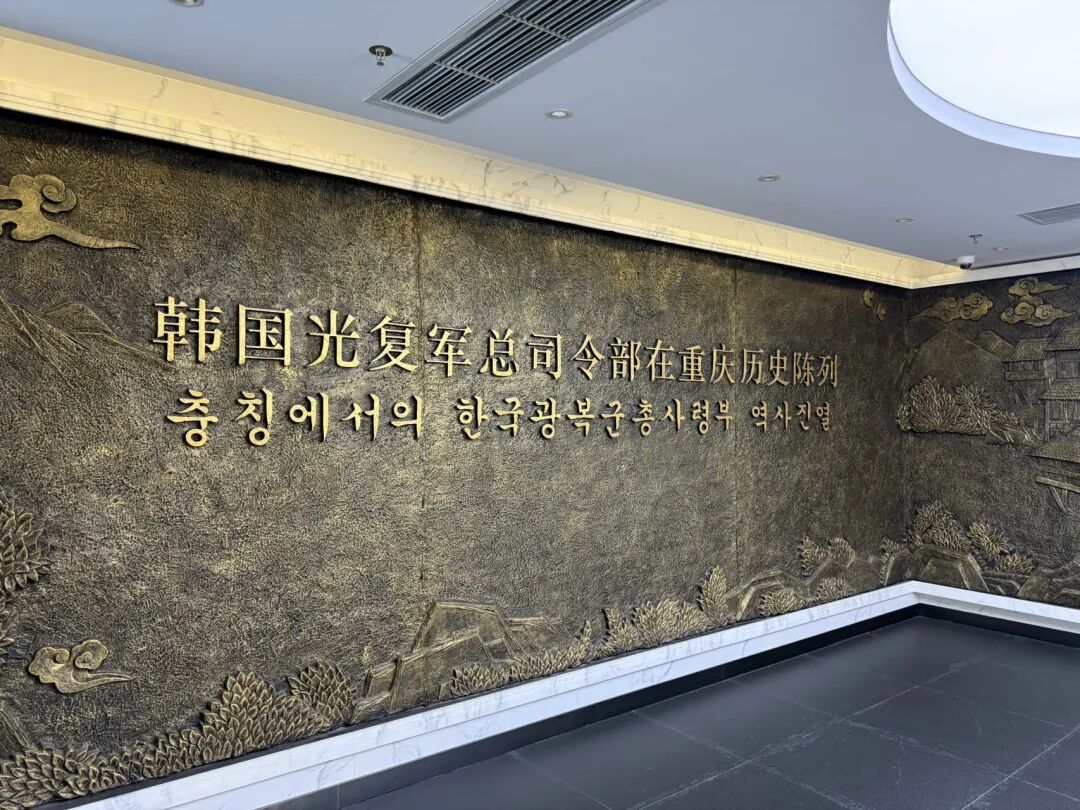 韩国光复军总司令部在重庆历史陈列
충칭에서의 한국광복군총사령부 역사진열